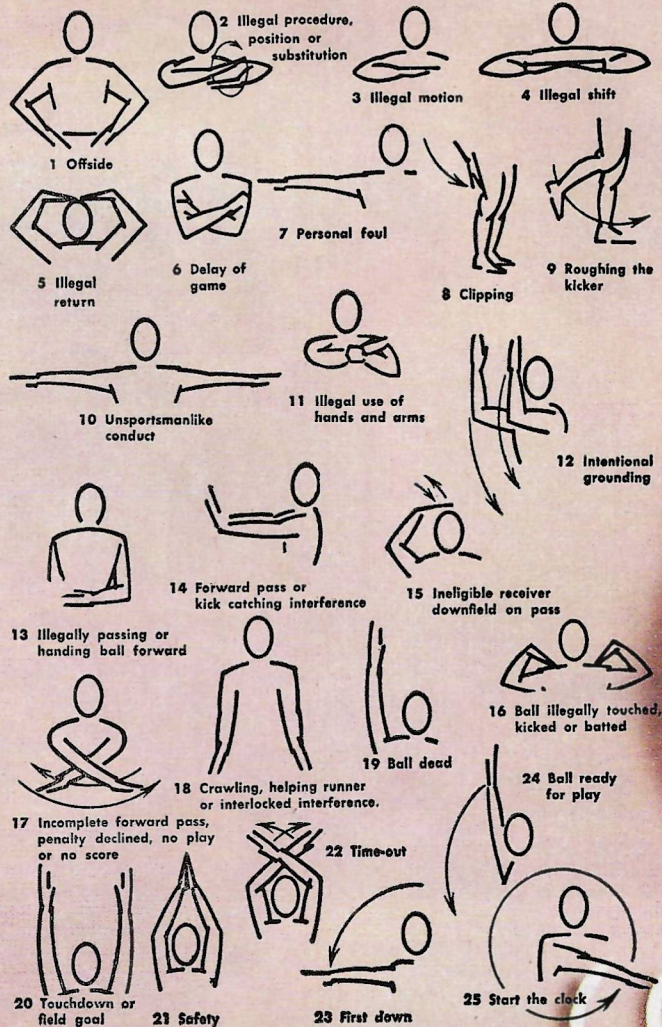 2 Illegal procedure,
position or
substitution
3 Illegal motion
4 Illegal shift
1 Offside
5 Illegal
return
6 Delay of
game
7 Personal foul
8 Clipping
9 Roughing the
kicker
10 Unsportsmanlike
conduct
11 Illegal use of
hands and arms
12 Intentional
grounding
13 Illegally passing or
handing ball forward
14 Forward pass or
kick catching interference
15 Ineligible receiver
downfield on pass
16 Ball illegally touched,
kicked or batted
17 Incomplete forward pass,
penalty declined, no play
or no score
18 Crawling, helping runner
or interlocked interference.
19 Ball dead
24 Ball ready
for play
22 Time-out
20 Touchdown or
field goal
21 Safety
23 First down
25 Start the clock